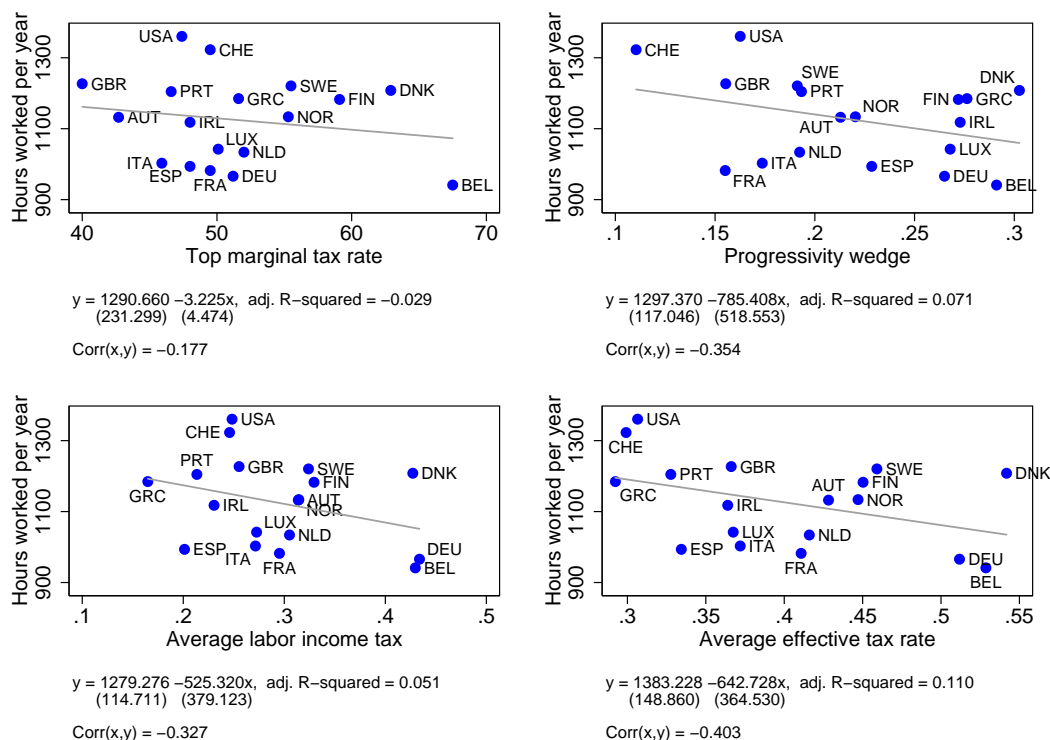 Hours worked per year
1300
1100
900
USA
CHE
GBR
PRT
GRC
SWE
FIN
DNK
AUT
IRL
NOR
LUX
NLD
ITA
ESP
FRA
DEU
BEL
40 50 60 70
Top marginal tax rate
y = 1290.660 −3.225x, adj. R−squared = −0.029
(231.299) (4.474)
Corr(x,y) = −0.177
Hours worked per year
1300
1100
900
CHE
USA
GBR
SWE
PRT
DNK
FIN
GRC
NOR
AUT
IRL
NLD
LUX
ITA
FRA
ESP
DEU
BEL
.1 .15 .2 .25 .3
Progressivity wedge
y = 1297.370 −785.408x, adj. R−squared = 0.071
(117.046) (518.553)
Corr(x,y) = −0.354
Hours worked per year
1300
1100
900
USA
CHE
PRT
GBR
SWE
DNK
GRC
FIN
AUT
IRL
NOR
LUX
NLD
ESP
ITA
FRA
DEU
BEL
.1 .2 .3 .4 .5
Average labor income tax
y = 1279.276 −525.320x, adj. R−squared = 0.051
(114.711) (379.123)
Corr(x,y) = −0.327
Hours worked per year
1300
1100
900
USA
CHE
GBR
SWE
PRT
DNK
GRC
FIN
AUT
NOR
IRL
LUX
NLD
ESP
ITA
FRA
DEU
BEL
.3 .35 .4 .45 .5 .55
Average effective tax rate
y = 1383.228 −642.728x, adj. R−squared = 0.110
(148.860) (364.530)
Corr(x,y) = −0.403